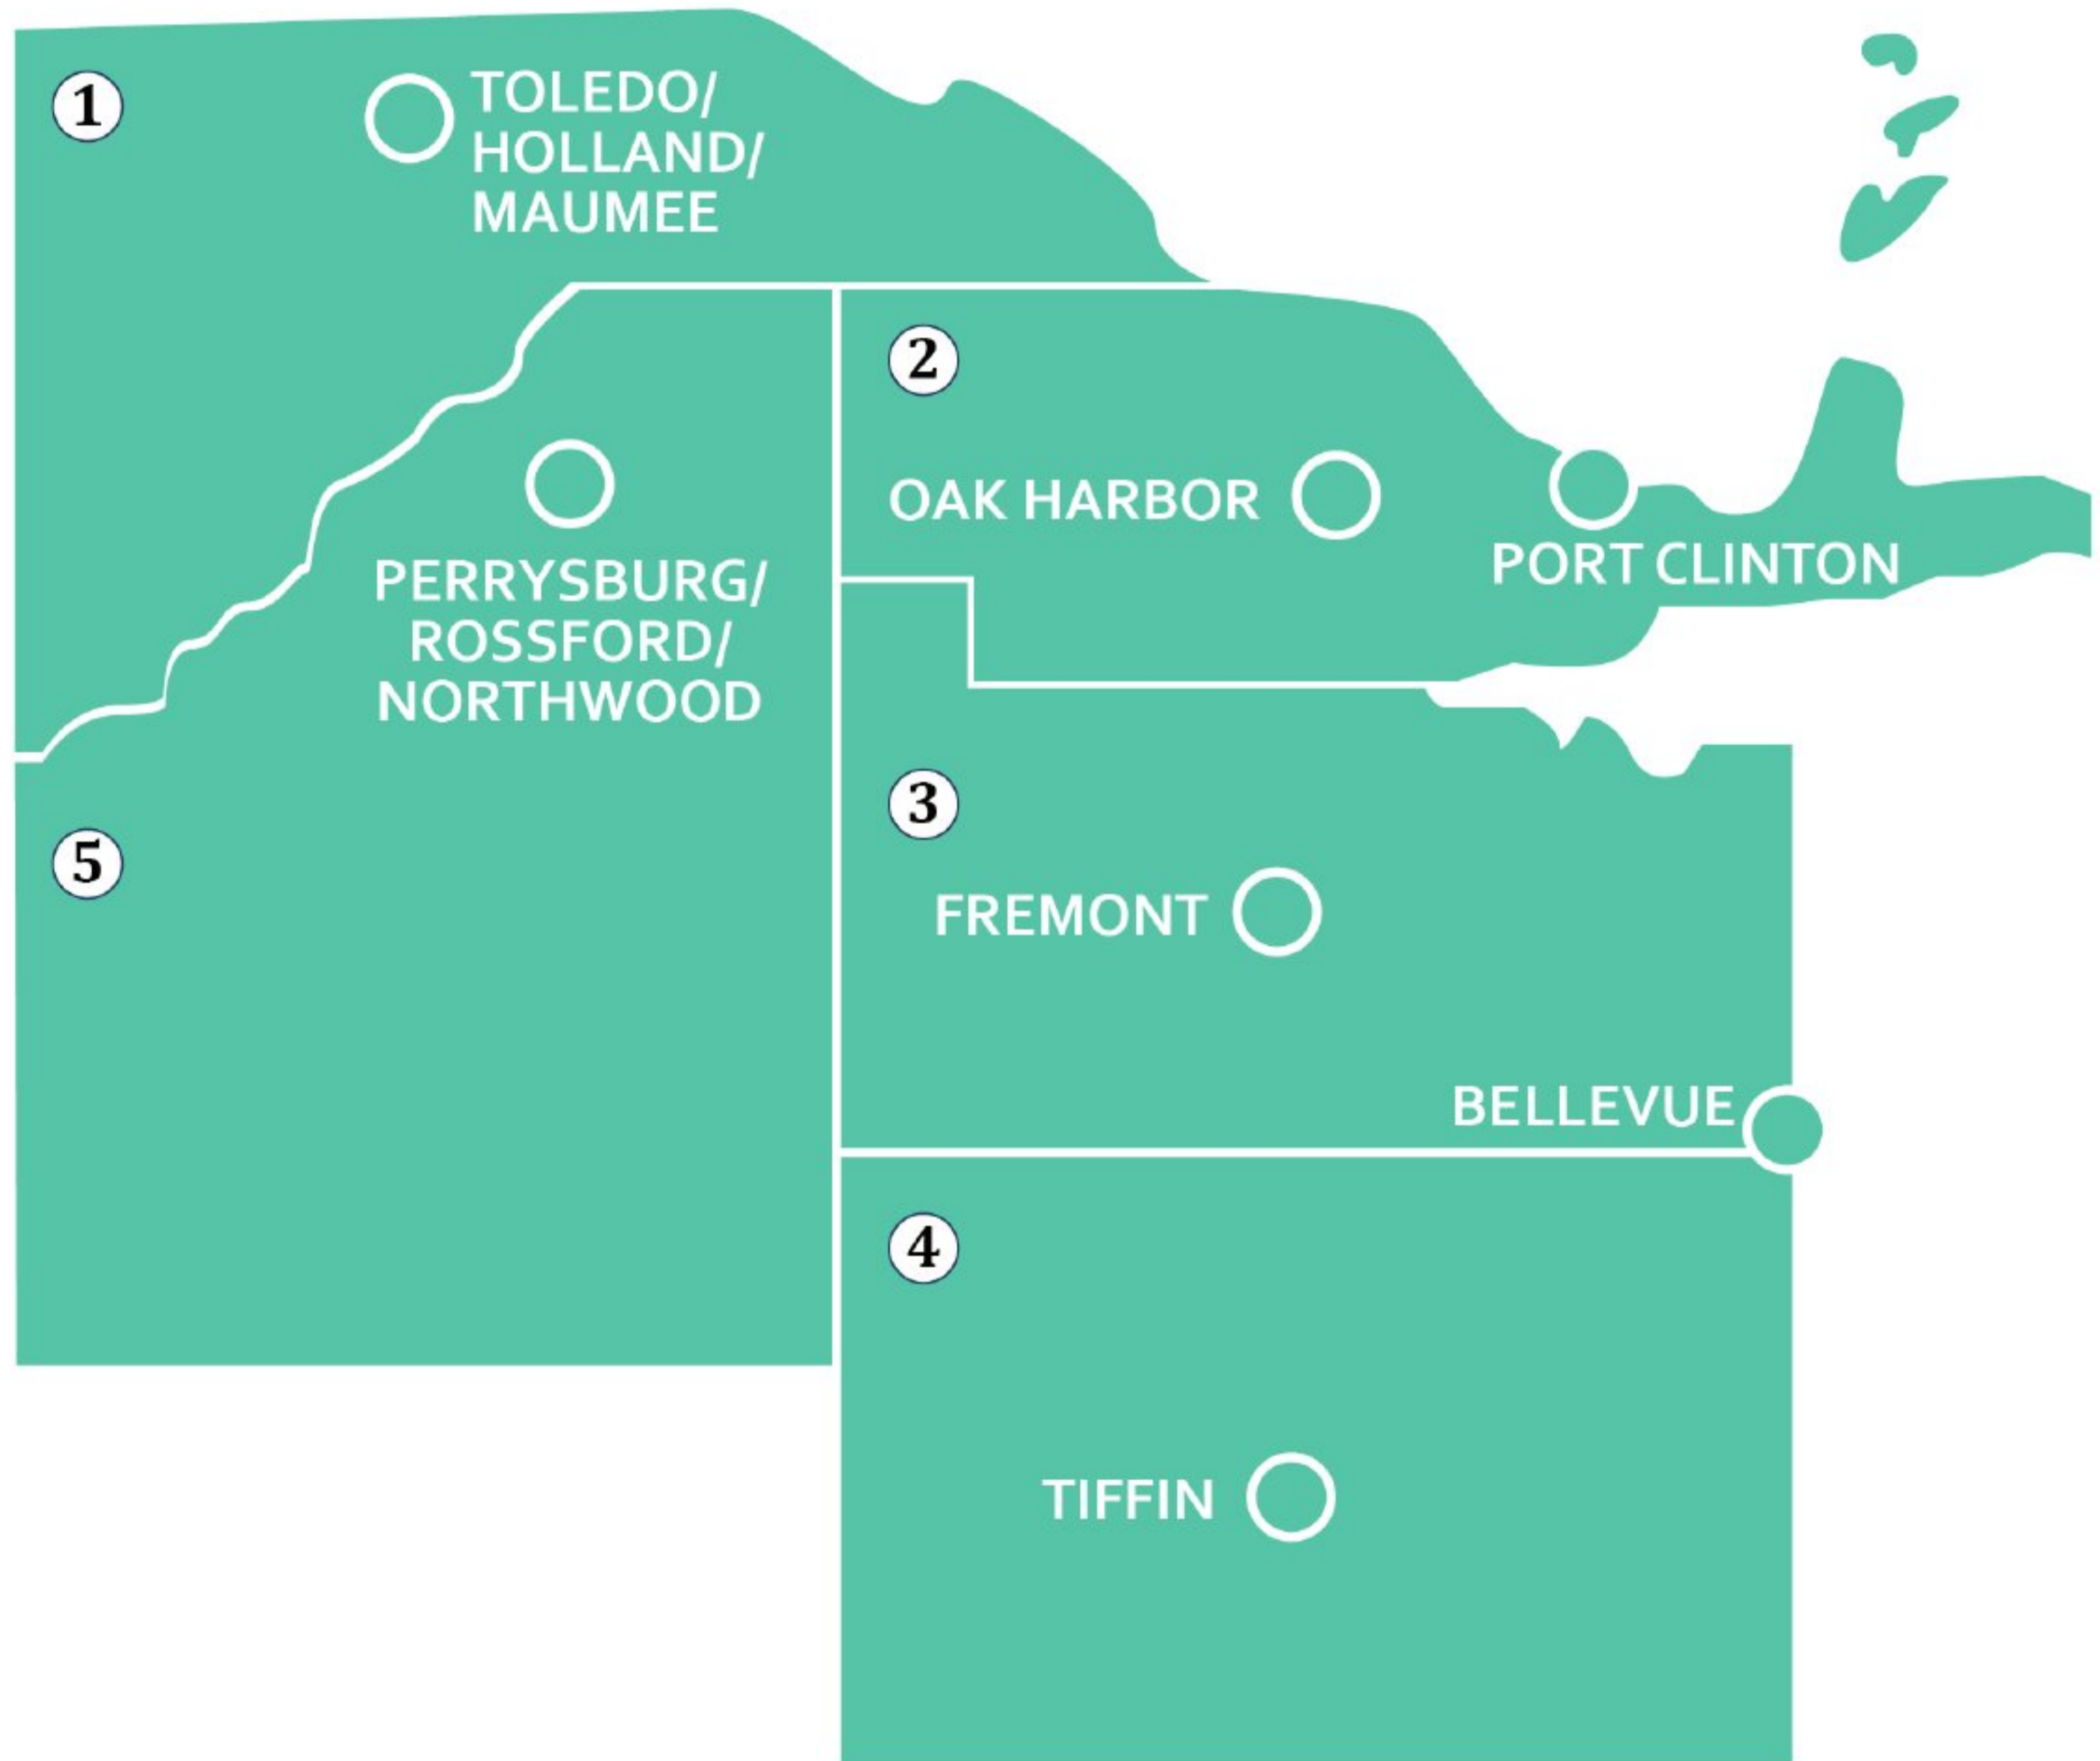 1
TOLEDO/
HOLLAND/
MAUMEE
2
OAK HARBOR
PORT CLINTON
PERRYSBURG/
ROSSFORD/
NORTHWOOD
3
5
FREMONT
BELLEVUE
4
TIFFIN